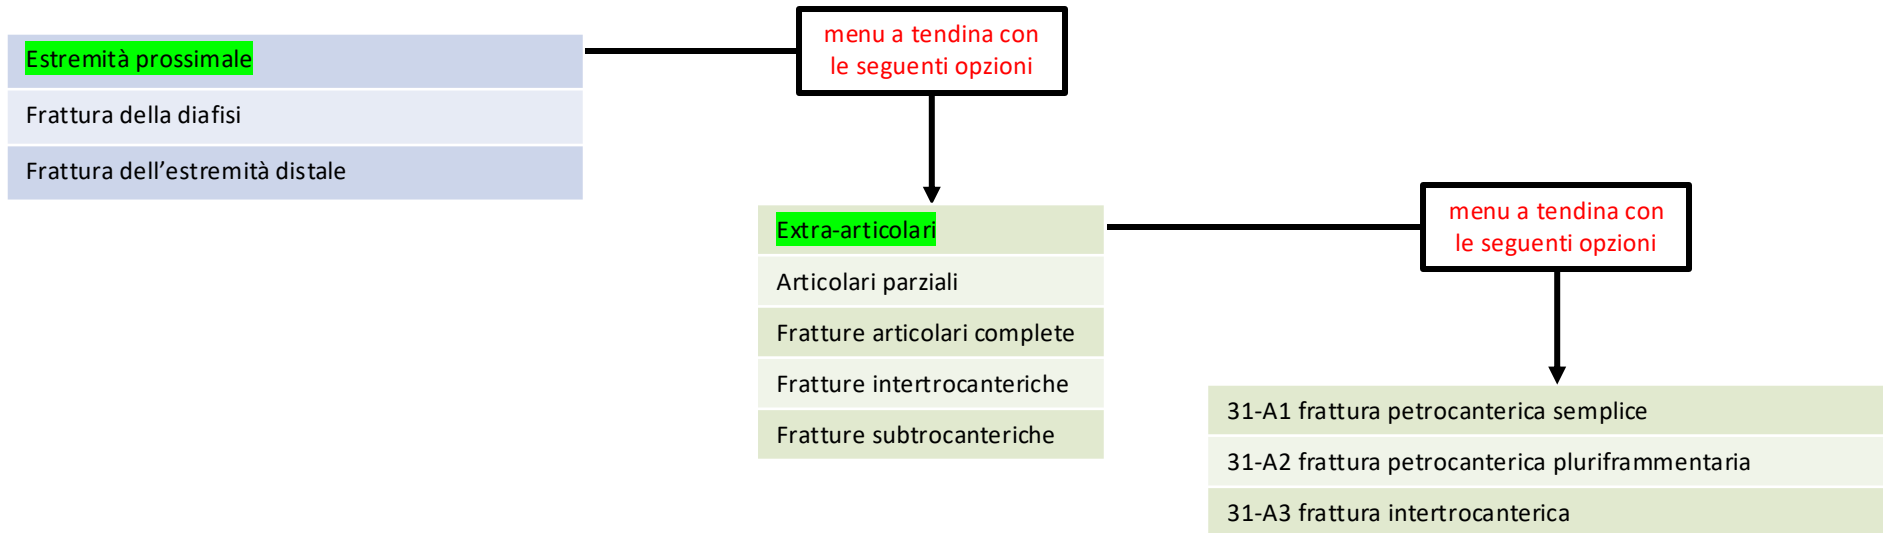 Estremità prossimale
Frattura della diafisi
Frattura dell’estremità distale
menu a tendina con
le seguenti opzioni
Extra-articolari
Articolari parziali
Fratture articolari complete
Fratture intertrocanteriche
Fratture subtrocanteriche
menu a tendina con
le seguenti opzioni
31-A1 frattura petrocanterica semplice
31-A2 frattura petrocanterica pluriframmentaria
31-A3 frattura intertrocanterica